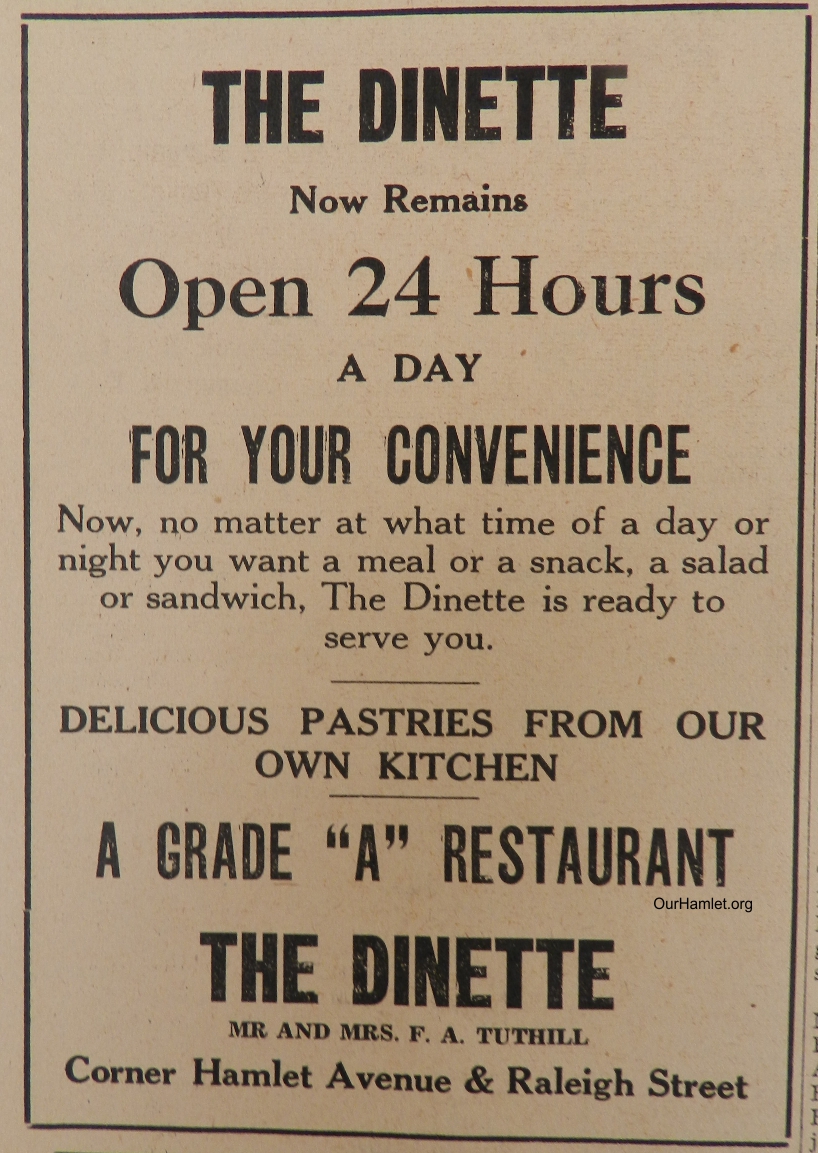 THE DINETTE
Now Remains
Open 24 Hours
A DAY
FOR YOUR CONVENIENCE
Now, no matter at what time of a day or
night you want a meal or a snack, a salad
or sandwich, The Dinette is ready to
serve you.
DELICIOUS PASTRIES FROM OUR
OWN KITCHEN
A GRADE “A” RESTAURANT
OurHamlet.org
THE DINETTE
MR AND MRS. F. A. TUTHILL
Corner Hamlet Avenue & Raleigh Street